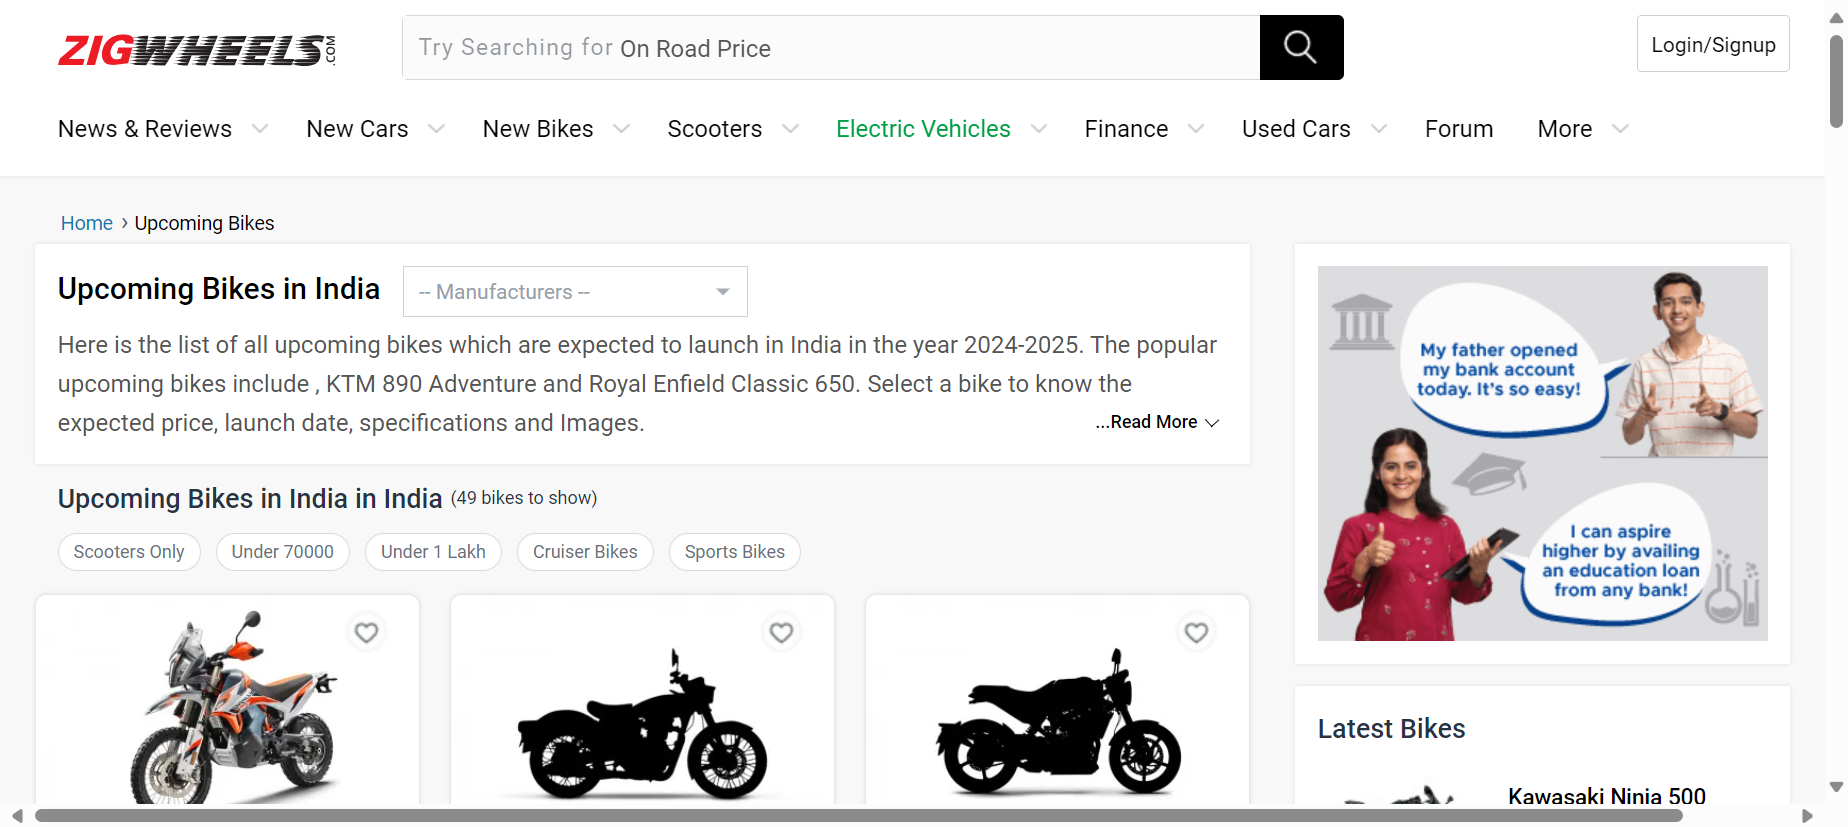 ZIGWHEELS.COM
Try Searching for On Road Price
Login/Signup
News & Reviews New Cars New Bikes Scooters Electric Vehicles Finance Used Cars Forum More
Home › Upcoming Bikes
Upcoming Bikes in India
-- Manufacturers --
Here is the list of all upcoming bikes which are expected to launch in India in the year 2024-2025. The popular
upcoming bikes include , KTM 890 Adventure and Royal Enfield Classic 650. Select a bike to know the
expected price, launch date, specifications and Images.
...Read More
Upcoming Bikes in India in India (49 bikes to show)
Scooters Only Under 70000 Under 1 Lakh Cruiser Bikes Sports Bikes
My father opened
my bank account
today. It's so easy!
I can aspire
higher by availing
an education loan
from any bank!
Latest Bikes
Kawasaki Ninja 500